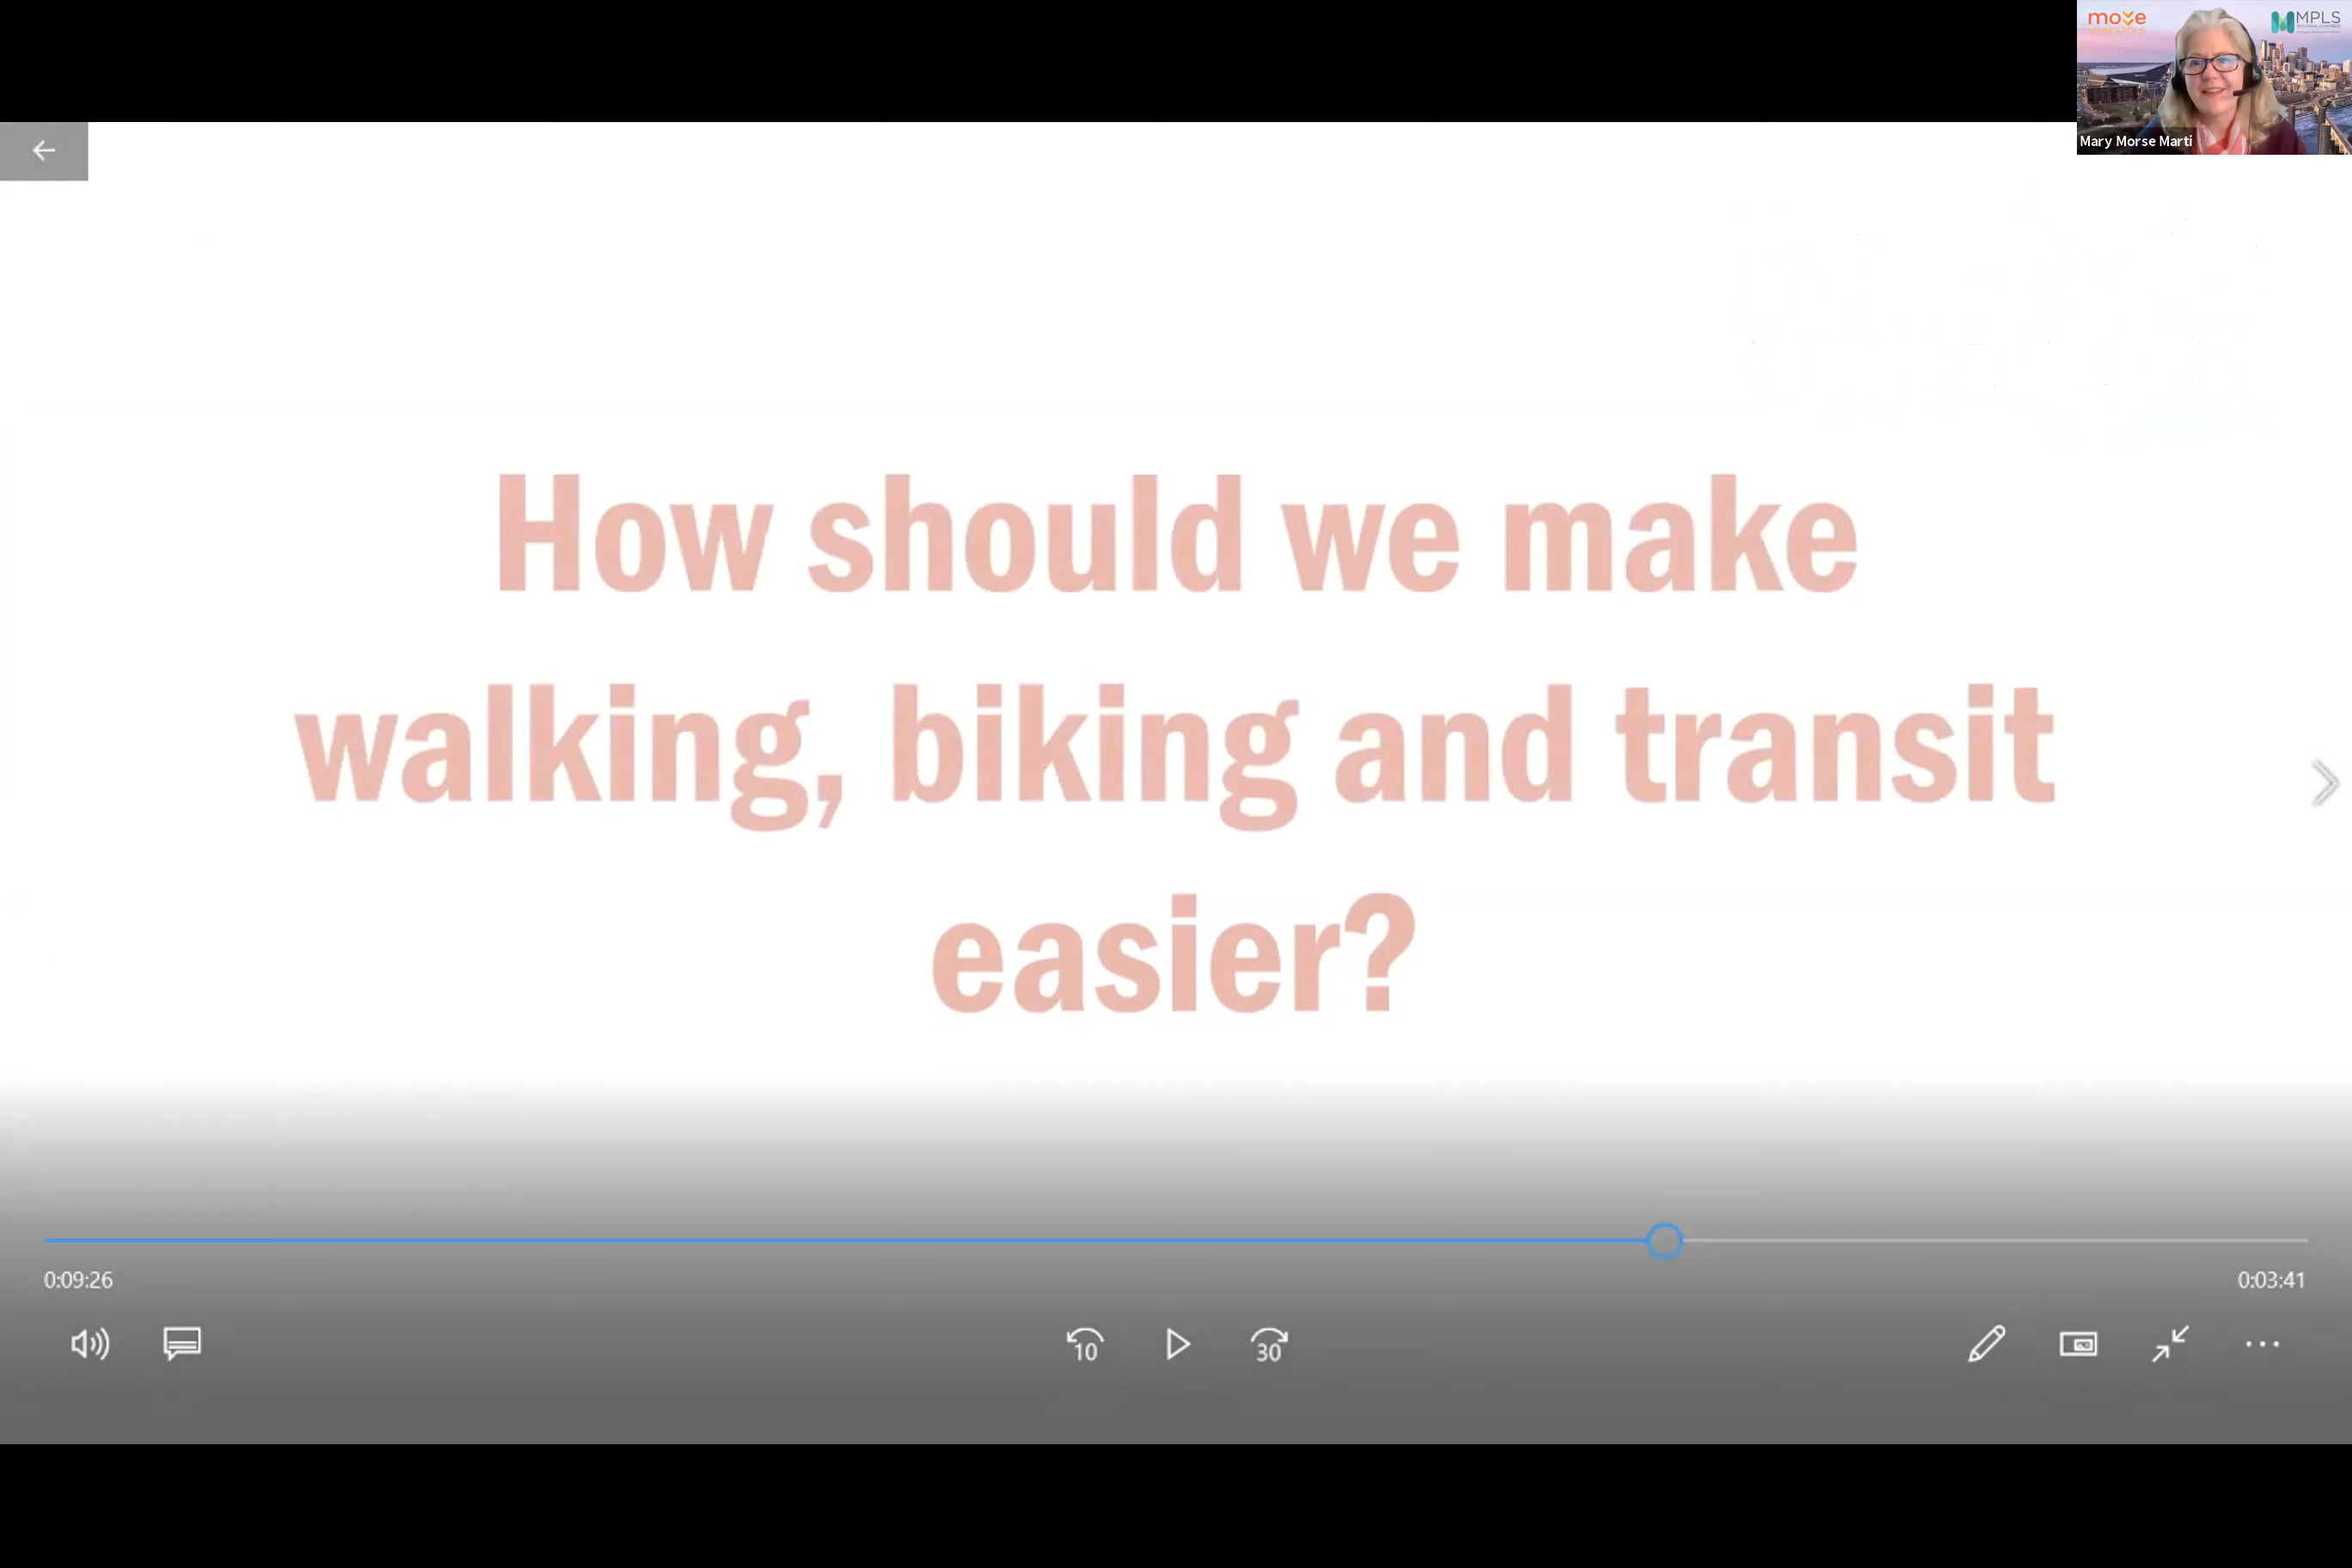 move
MPLS
Mary Morse Marti
How should we make
walking, biking and transit
easier?
0:09:26
0:03:41
10
30